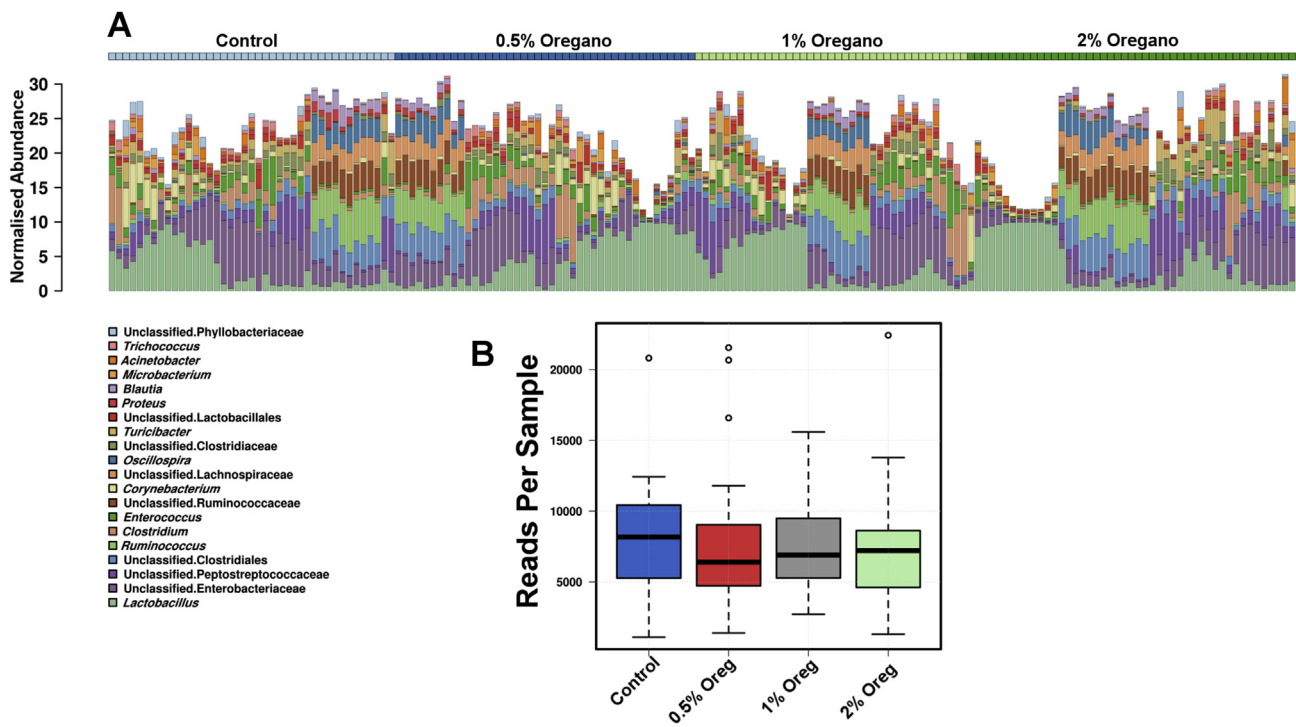 A
Control 0.5% Oregano 1% Oregano 2% Oregano
Normalised Abundance
30
25
20
15
10
5
0
Unclassified.Phyllobacteriaceae
Trichococcus
Acinetobacter
Microbacterium
Blautia
Proteus
Unclassified.Lactobacillales
Turicibacter
Unclassified.Clostridiaceae
Oscillospira
Unclassified.Lachnospiraceae
Corynebacterium
Unclassified.Ruminococcaceae
Enterococcus
Clostridium
Ruminococcus
Unclassified.Clostridiales
Unclassified.Peptostreptococcaceae
Unclassified.Enterobacteriaceae
Lactobacillus
B
Reads Per Sample
20000
15000
10000
5000
Control 0.5% Oreg 1% Oreg 2% Oreg